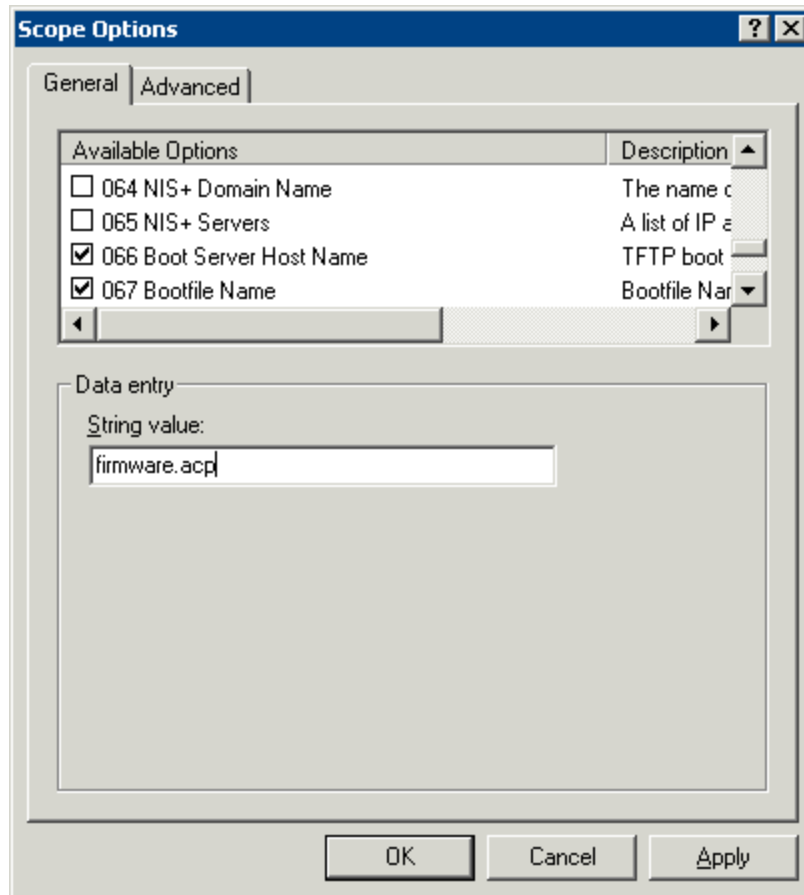 Scope Options
General Advanced
Available Options Description
064 NIS+ Domain Name The name
065 NIS+ Servers A list of IP
066 Boot Server Host Name TFTP boot
067 Bootfile Name Bootfile
Data entry
String value:
firmware.acp
OK Cancel Apply